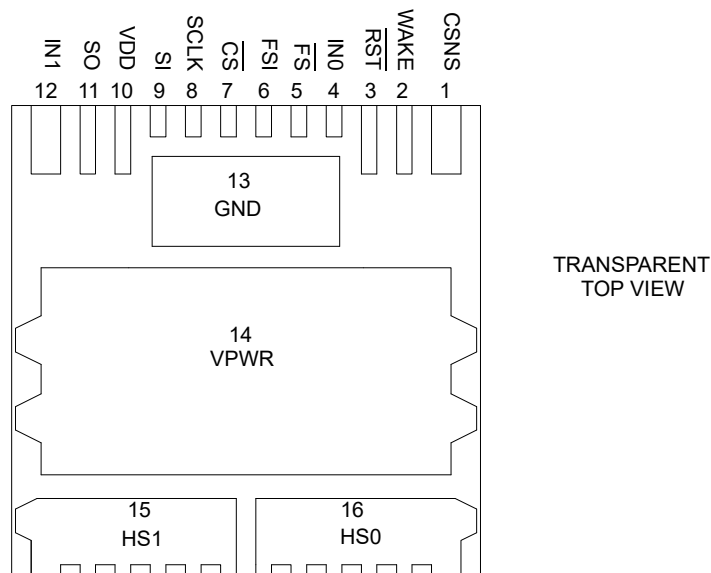 IN1
SO
VDD
SI
SCLK
CS
FSI
FS
IN0
RST
WAKE
CSNS
12 11 10 9 8 7 6 5 4 3 2 1
13
GND
TRANSPARENT
TOP VIEW
14
VPWR
15
HS1
16
HS0